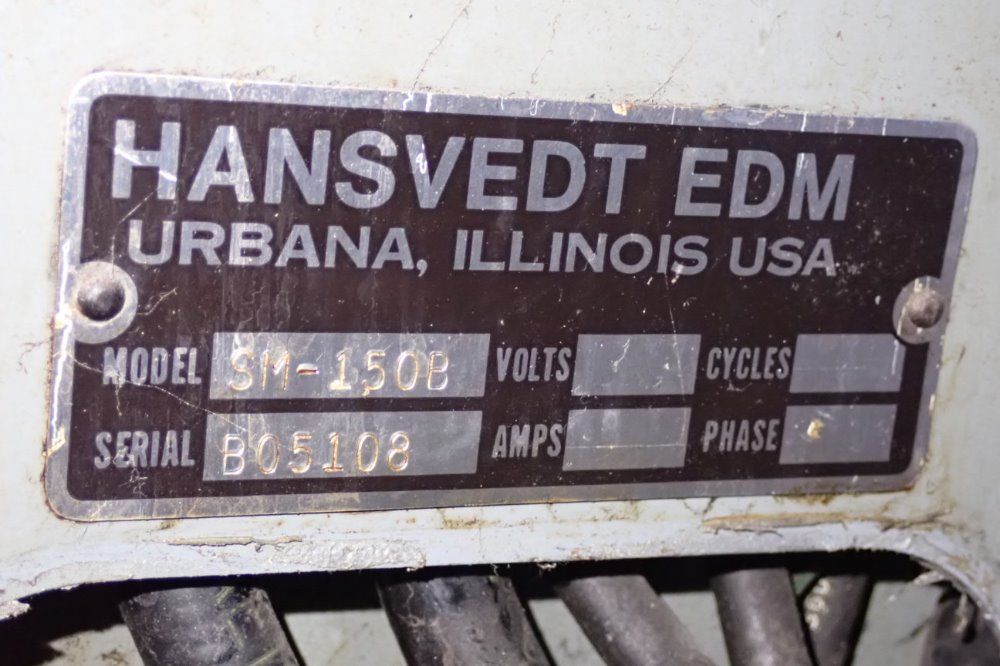 HANSVEDT EDM
URBANA, ILLINOIS USA
MODEL SM-150B VOLTS CYCLES
SERIAL B05108 AMPS PHASE